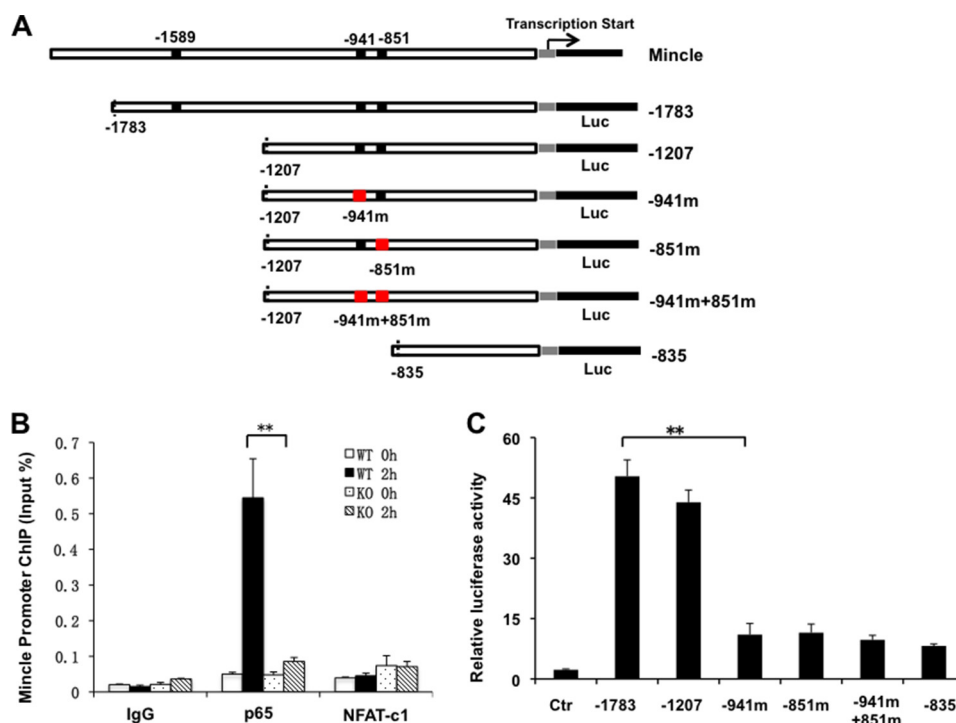 A
Transcription Start
-1589
-941 -851
Mincle
-1783
Luc
-1783
-1207
Luc
-1207
-1207
-941m
Luc
-941m
-1207
-851m
Luc
-851m
-1207
-941m+851m
Luc
-941m+851m
-835
Luc
-835
B
Mincle Promoter ChIP (Input %)
0.7
0.6
0.5
0.4
0.3
0.2
0.1
0
**
WT 0h
WT 2h
KO 0h
KO 2h
IgG
p65
NFAT-c1
C
Relative luciferase activity
60
45
30
15
0
**
Ctr
-1783
-1207
-941m
-851m
-941m
+851m
-835